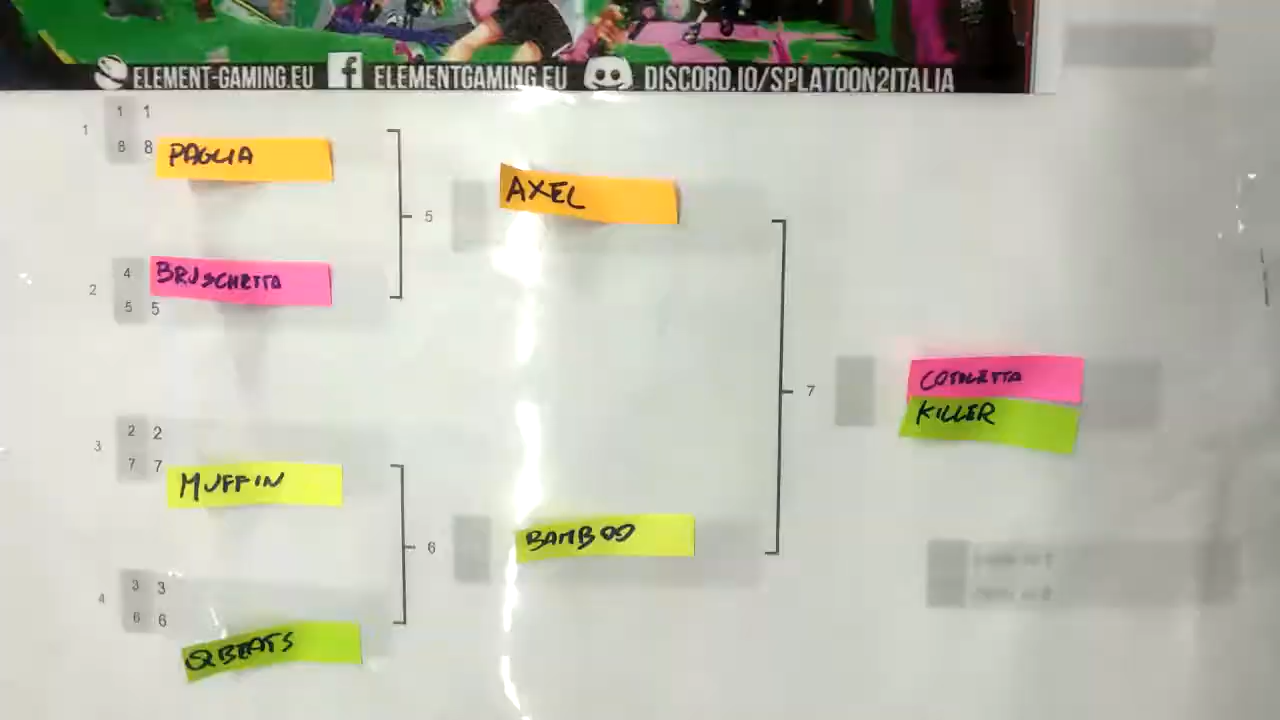 ELEMENT-GAMING.EU ELEMENTGAMING.EU DISCORD.IO/SPLATOON2ITALIA
1 1 1
8 8 PAGLIA
AXEL
5
2 4 BRUSCHETTA
5 5
7 COTOLETTA
KILLER
3 2 2
7 7 MUFFIN
6 BAMBOO
4 3 3
6 6
QBEATS